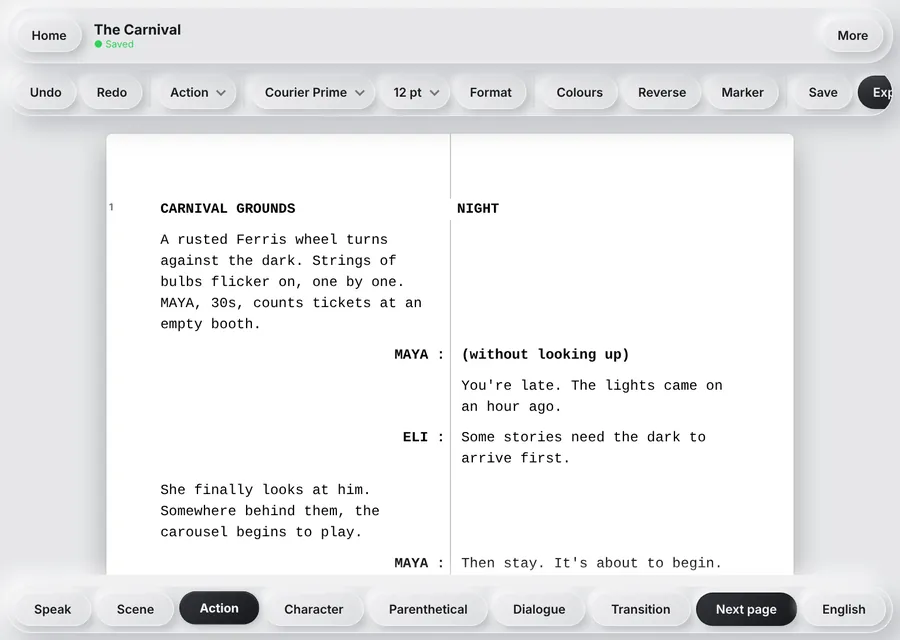 Home
The Carnival
Saved
More
Undo Redo Action Courier Prime 12 pt Format Colours Reverse Marker Save Exp
1 CARNIVAL GROUNDS NIGHT
A rusted Ferris wheel turns
against the dark. Strings of
bulbs flicker on, one by one.
MAYA, 30s, counts tickets at an
empty booth.
MAYA : (without looking up)
You're late. The lights came on
an hour ago.
ELI : Some stories need the dark to
arrive first.
She finally looks at him.
Somewhere behind them, the
carousel begins to play.
MAYA : Then stay. It's about to begin.
Speak Scene Action Character Parenthetical Dialogue Transition Next page English